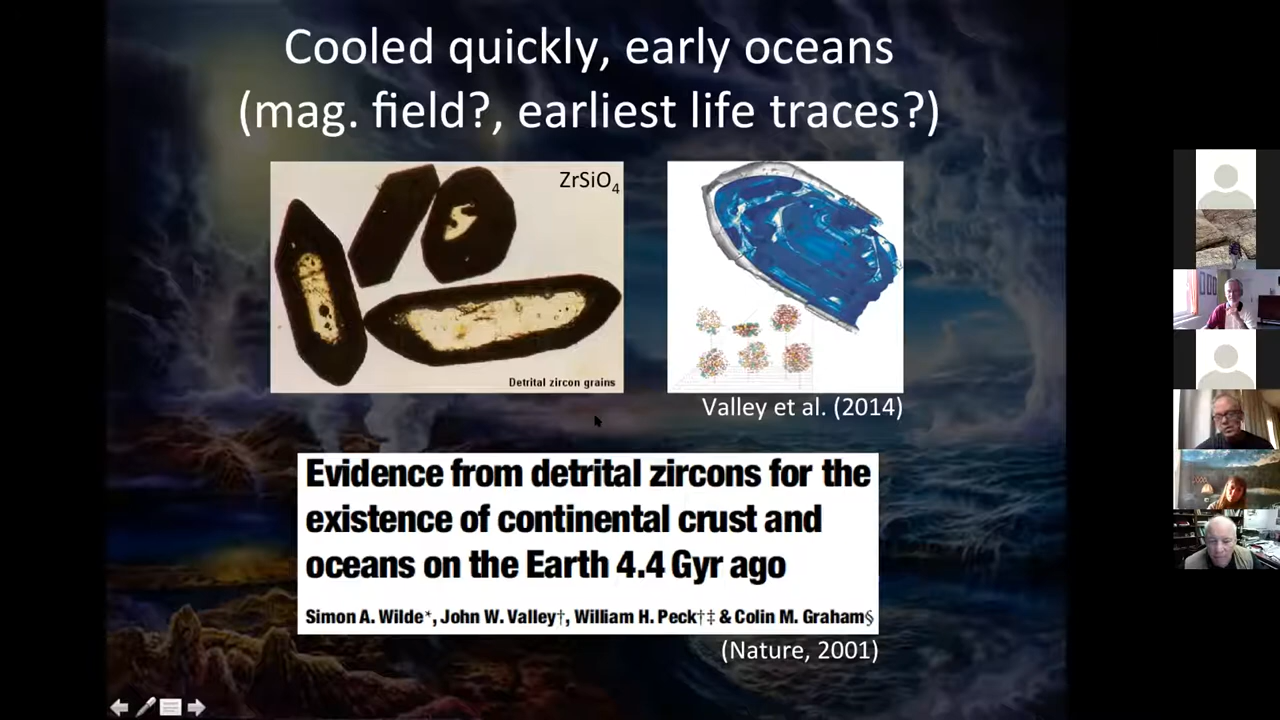 Cooled quickly, early oceans
(mag. field?, earliest life traces?)
ZrSiO4
Detrital zircon grains
Valley et al. (2014)
Evidence from detrital zircons for the
existence of continental crust and
oceans on the Earth 4.4 Gyr ago
Simon A. Wilde*, John W. Valley†, William H. Peck†‡ & Colin M. Graham§
(Nature, 2001)